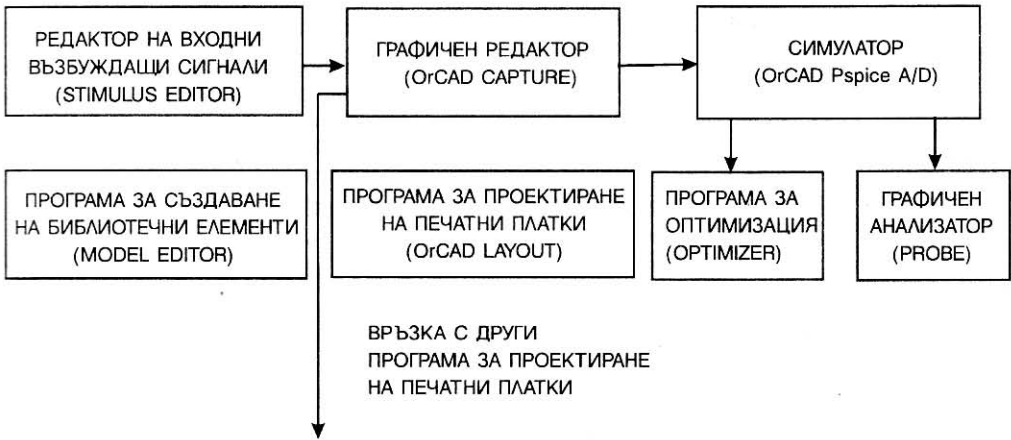 РЕДАКТОР НА ВХОДНИ
ВЪЗБУЖДАЩИ СИГНАЛИ
(STIMULUS EDITOR)
ГРАФИЧЕН РЕДАКТОР
(OrCAD CAPTURE)
СИМУЛАТОР
(OrCAD Pspice A/D)
ПРОГРАМА ЗА СЪЗДАВАНЕ
НА БИБЛИОТЕЧНИ ЕЛЕМЕНТИ
(MODEL EDITOR)
ПРОГРАМА ЗА ПРОЕКТИРАНЕ
НА ПЕЧАТНИ ПЛАТКИ
(OrCAD LAYOUT)
ПРОГРАМА ЗА
ОПТИМИЗАЦИЯ
(OPTIMIZER)
ГРАФИЧЕН
АНАЛИЗАТОР
(PROBE)
ВРЪЗКА С ДРУГИ
ПРОГРАМА ЗА ПРОЕКТИРАНЕ
НА ПЕЧАТНИ ПЛАТКИ